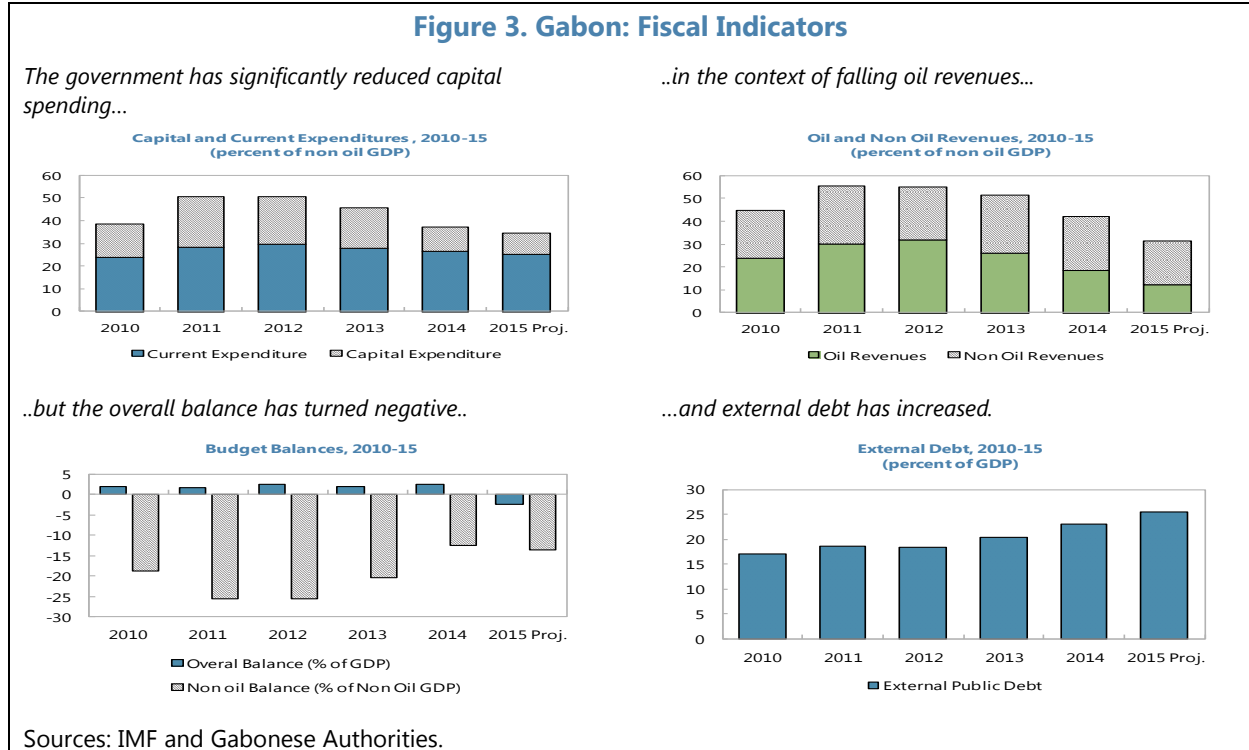 Figure 3. Gabon: Fiscal Indicators
The government has significantly reduced capital
spending…
Capital and Current Expenditures , 2010-15
(percent of non oil GDP)
60
50
40
30
20
10
0
2010 2011 2012 2013 2014 2015 Proj.
Current Expenditure Capital Expenditure
..in the context of falling oil revenues...
Oil and Non Oil Revenues, 2010-15
(percent of non oil GDP)
60
50
40
30
20
10
0
2010 2011 2012 2013 2014 2015 Proj.
Oil Revenues Non Oil Revenues
..but the overall balance has turned negative..
Budget Balances, 2010-15
5
0
-5
-10
-15
-20
-25
-30
2010 2011 2012 2013 2014 2015 Proj.
Overal Balance (% of GDP)
Non oil Balance (% of Non Oil GDP)
...and external debt has increased.
External Debt, 2010-15
(percent of GDP)
30
25
20
15
10
5
0
2010 2011 2012 2013 2014 2015 Proj.
External Public Debt
Sources: IMF and Gabonese Authorities.